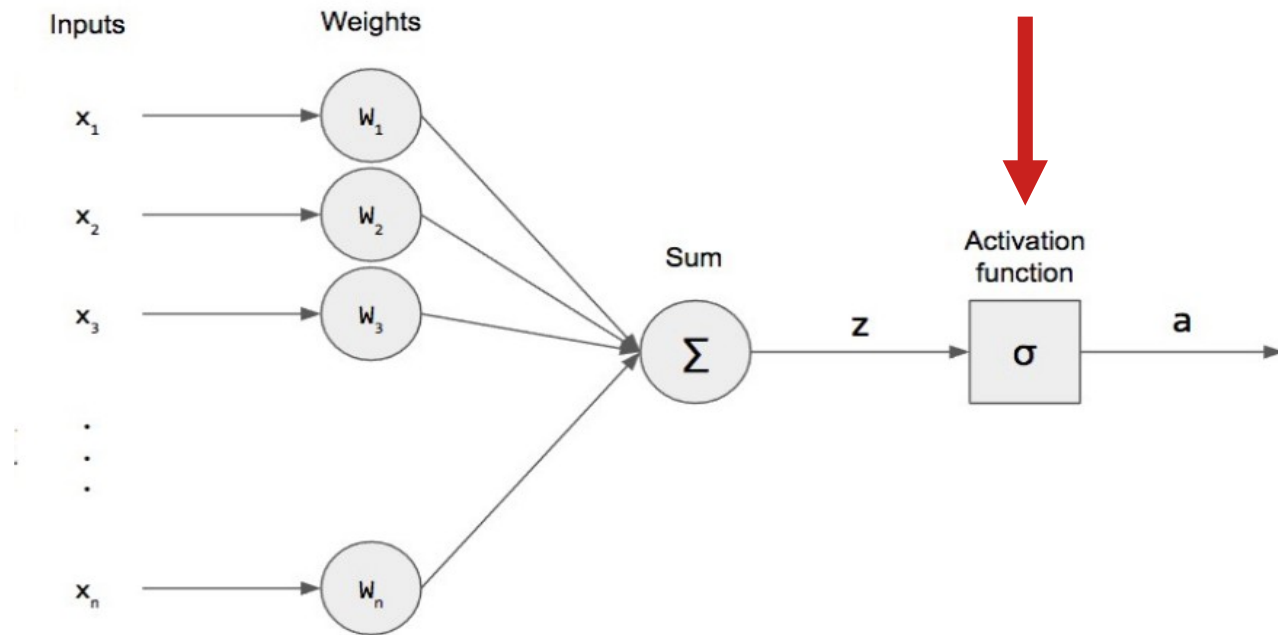 Inputs
Weights
x₁
W₁
x₂
W₂
x₃
W₃
Sum
Σ
z
Activation
function
σ
a
.
.
.
xₙ
Wₙ